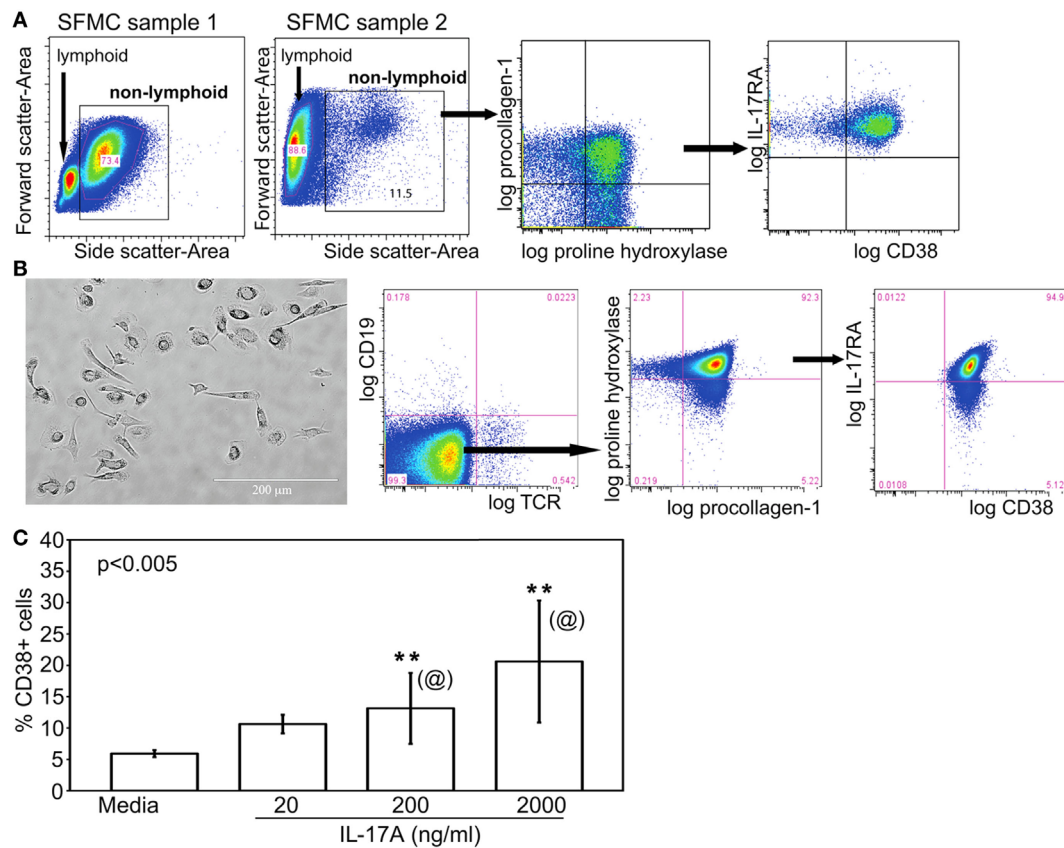 A
SFMC sample 1
SFMC sample 2
lymphoid
non-lymphoid
73.4
Forward scatter-Area
Side scatter-Area
lymphoid
non-lymphoid
88.6
11.5
Forward scatter-Area
Side scatter-Area
log procollagen-1
log proline hydroxylase
log IL-17RA
log CD38
B
200 µm
0.178
0.0223
99.3
0.542
log CD19
log TCR
2.23
92.3
0.219
5.22
log proline hydroxylase
log procollagen-1
0.0122
94.9
0.0108
5.12
log IL-17RA
log CD38
C
% CD38+ cells
40
35
30
25
20
15
10
5
0
p<0.005
**
(@)
**
(@)
Media
20
200
2000
IL-17A (ng/ml)